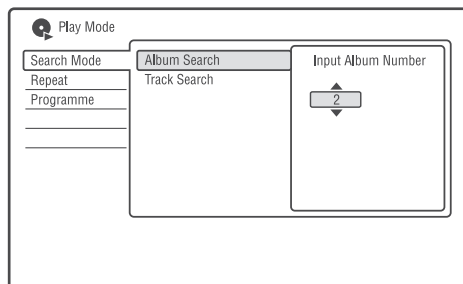 Play Mode
Search Mode
Repeat
Programme
Album Search
Track Search
Input Album Number
2